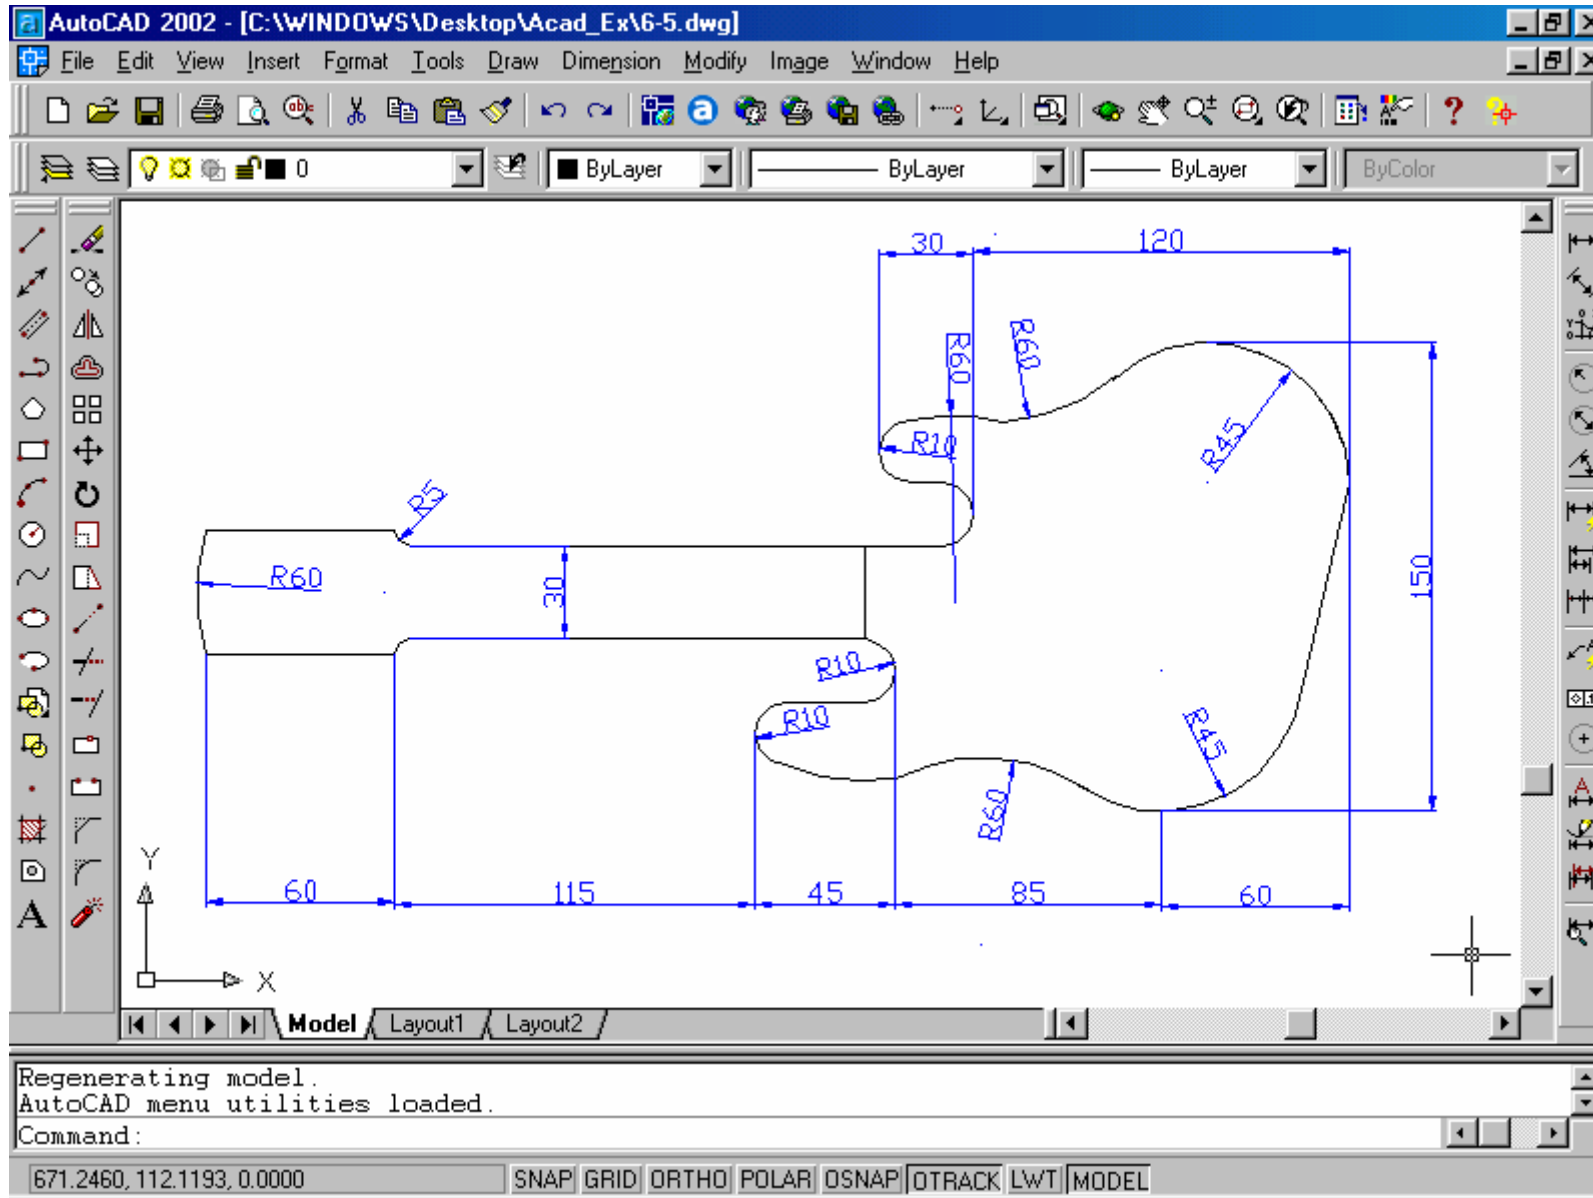 AutoCAD 2002 - [C:\WINDOWS\Desktop\Acad_Ex\6-5.dwg]
File Edit View Insert Format Tools Draw Dimension Modify Image Window Help
0 ByLayer ByLayer ByLayer ByColor
30 120
R60 R60
R45
R10
R5
R60 30 150
R10
R10 R45
R60
Y
60 115 45 85 60
A
X
Model Layout1 Layout2
Regenerating model.
AutoCAD menu utilities loaded.
Command:
671.2460, 112.1193, 0.0000 SNAP GRID ORTHO POLAR OSNAP OTRACK LWT MODEL